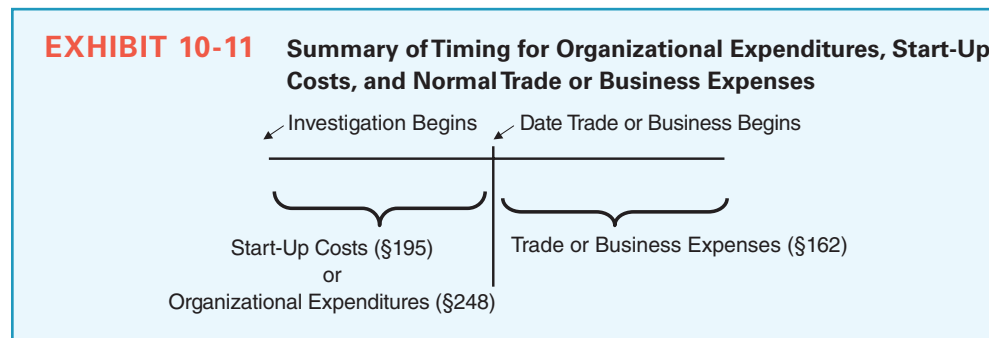 EXHIBIT 10-11 Summary of Timing for Organizational Expenditures, Start-Up
Costs, and Normal Trade or Business Expenses
Investigation Begins Date Trade or Business Begins
Start-Up Costs (§195) Trade or Business Expenses (§162)
or
Organizational Expenditures (§248)